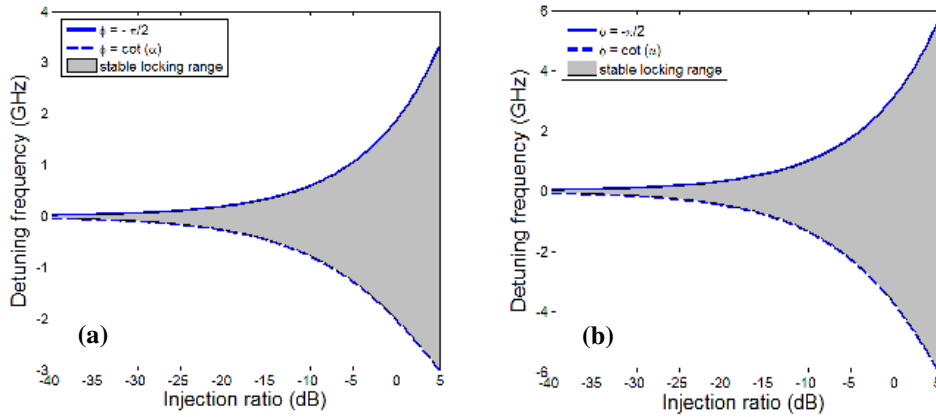 4
3
2
1
0
-1
-2
-3
Detuning frequency (GHz)
ϕ = - π/2
ϕ = cot (α)
stable locking range
(a)
-40 -35 -30 -25 -20 -15 -10 -5 0 5
Injection ratio (dB)
6
4
2
0
-2
-4
-6
Detuning frequency (GHz)
ϕ = -π/2
ϕ = cot (α)
stable locking range
(b)
-40 -35 -30 -25 -20 -15 -10 -5 0 5
Injection ratio (dB)